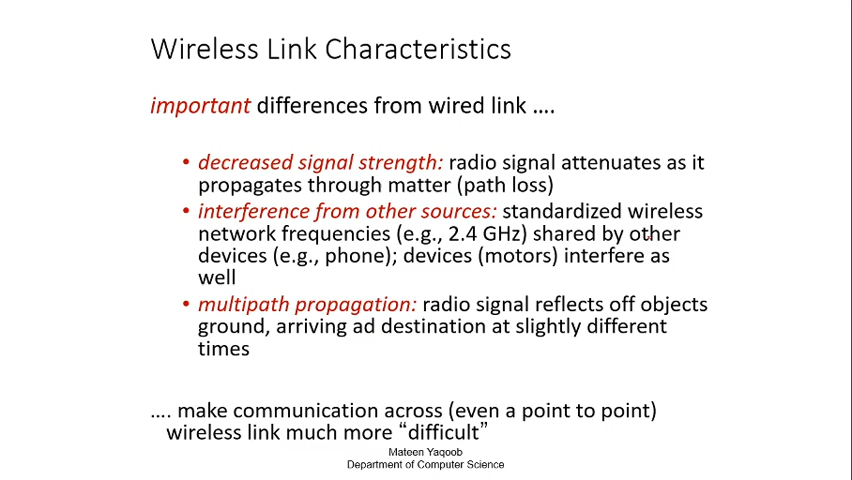 Wireless Link Characteristics
important differences from wired link ….
• decreased signal strength: radio signal attenuates as it
propagates through matter (path loss)
• interference from other sources: standardized wireless
network frequencies (e.g., 2.4 GHz) shared by other
devices (e.g., phone); devices (motors) interfere as
well
• multipath propagation: radio signal reflects off objects
ground, arriving ad destination at slightly different
times
…. make communication across (even a point to point)
wireless link much more “difficult”
Mateen Yaqoob
Department of Computer Science